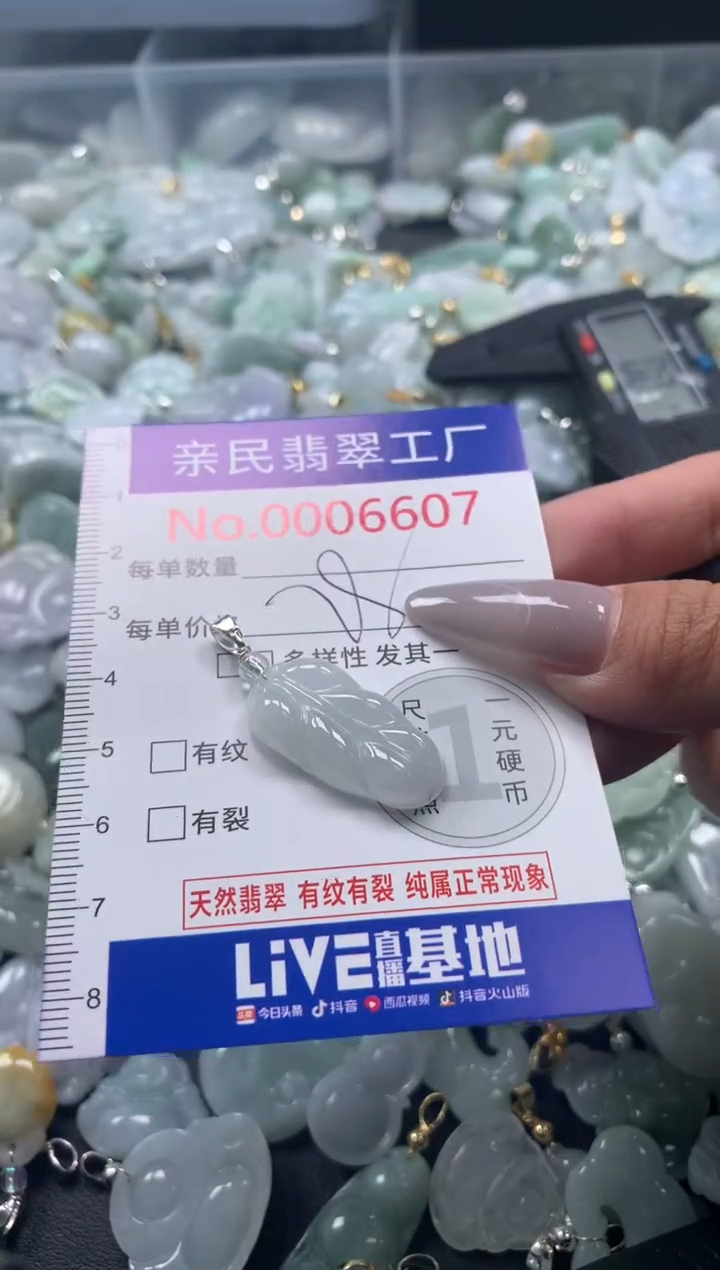 亲民翡翠工厂
No.0006607
每单数量
每单价
多样性 发其一
尺
一元硬币
1
有纹
有裂
天然翡翠 有纹有裂 纯属正常现象
LiVE直播基地
今日头条 抖音 西瓜视频 抖音火山版
0
1
2
3
4
5
6
7
8